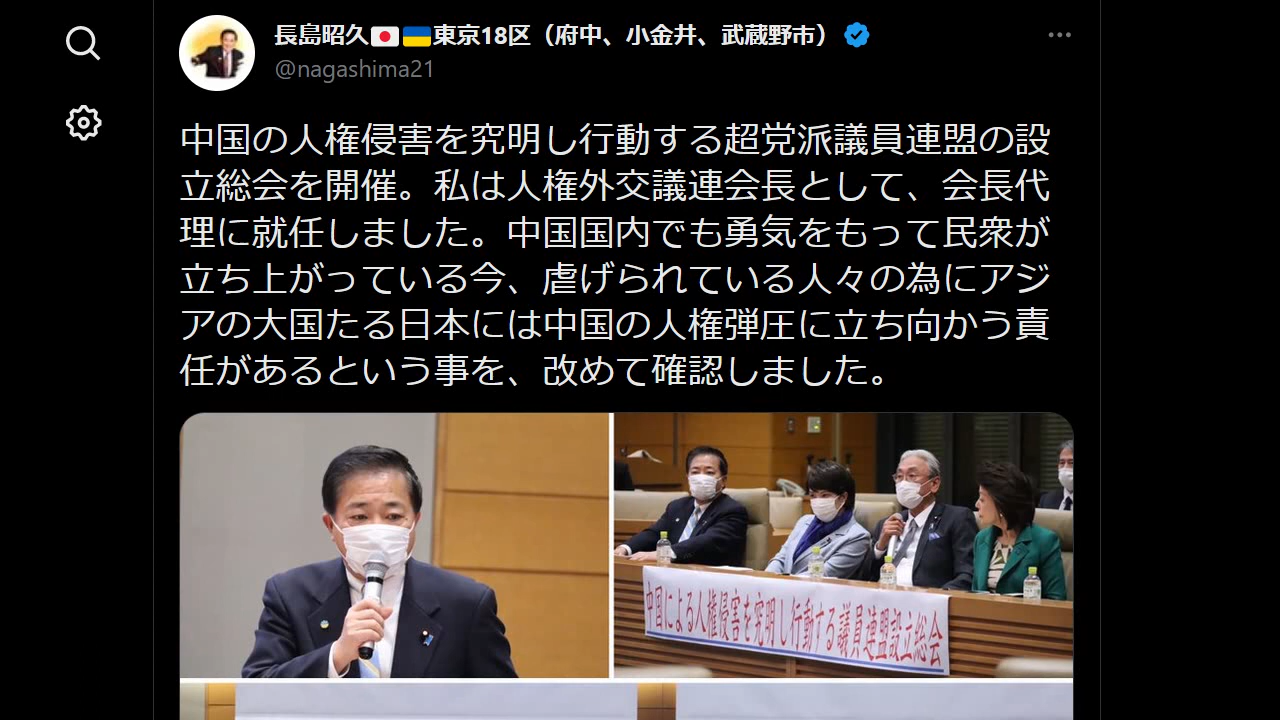 長島昭久🇯🇵🇺🇦東京18区（府中、小金井、武蔵野市）
@nagashima21
中国の人権侵害を究明し行動する超党派議員連盟の設
立総会を開催。私は人権外交議連会長として、会長代
理に就任しました。中国国内でも勇気をもって民衆が
立ち上がっている今、虐げられている人々の為にアジ
アの大国たる日本には中国の人権弾圧に立ち向かう責
任があるという事を、改めて確認しました。
中国による人権侵害を究明し行動する議員連盟設立総会